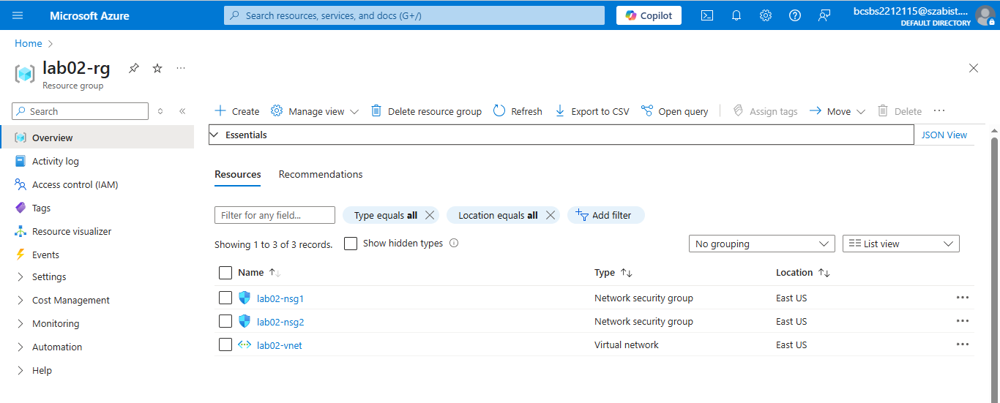 Microsoft Azure
Search resources, services, and docs (G+/)
Copilot
bcsbs2212115@szabist....
DEFAULT DIRECTORY
Home
lab02-rg
Resource group
Search
Overview
Activity log
Access control (IAM)
Tags
Resource visualizer
Events
Settings
Cost Management
Monitoring
Automation
Help
Create Manage view Delete resource group Refresh Export to CSV Open query Assign tags Move Delete
Essentials
JSON View
Resources Recommendations
Filter for any field... Type equals all Location equals all Add filter
Showing 1 to 3 of 3 records. Show hidden types No grouping List view
Name Type Location
lab02-nsg1 Network security group East US
lab02-nsg2 Network security group East US
lab02-vnet Virtual network East US